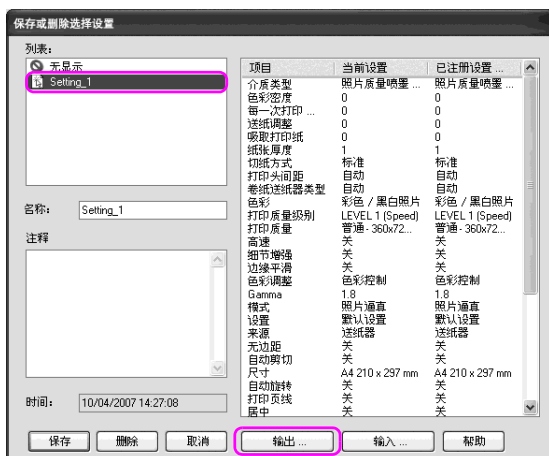 保存或删除选择设置
列表：
无显示
Setting_1
名称：
Setting_1
注释
时间：
10/04/2007 14:27:08
项目 当前设置 已注册设置 ...
介质类型 照片质量喷墨 ... 照片质量喷墨 ...
色彩密度 0 0
每一次打印 ... 0 0
送纸调整 0 0
吸取打印纸 0 0
纸张厚度 1 1
切纸方式 标准 标准
打印头间距 自动 自动
卷纸送纸器类型 自动 自动
色彩 彩色 / 黑白照片 彩色 / 黑白照片
打印质量级别 LEVEL 1 (Speed) LEVEL 1 (Speed)
打印质量 普通 - 360x72... 普通 - 360x72...
高速 关 关
细节增强 关 关
边缘平滑 关 关
色彩调整 色彩控制 色彩控制
Gamma 1.8 1.8
模式 照片逼真 照片逼真
设置 默认设置 默认设置
来源 送纸器 送纸器
无边距 关 关
自动剪切 关 关
尺寸 A4 210 x 297 mm A4 210 x 297 mm
自动旋转 关 关
打印页线 关 关
居中 关 关
保存 删除 取消 输出 ... 输入 ... 帮助